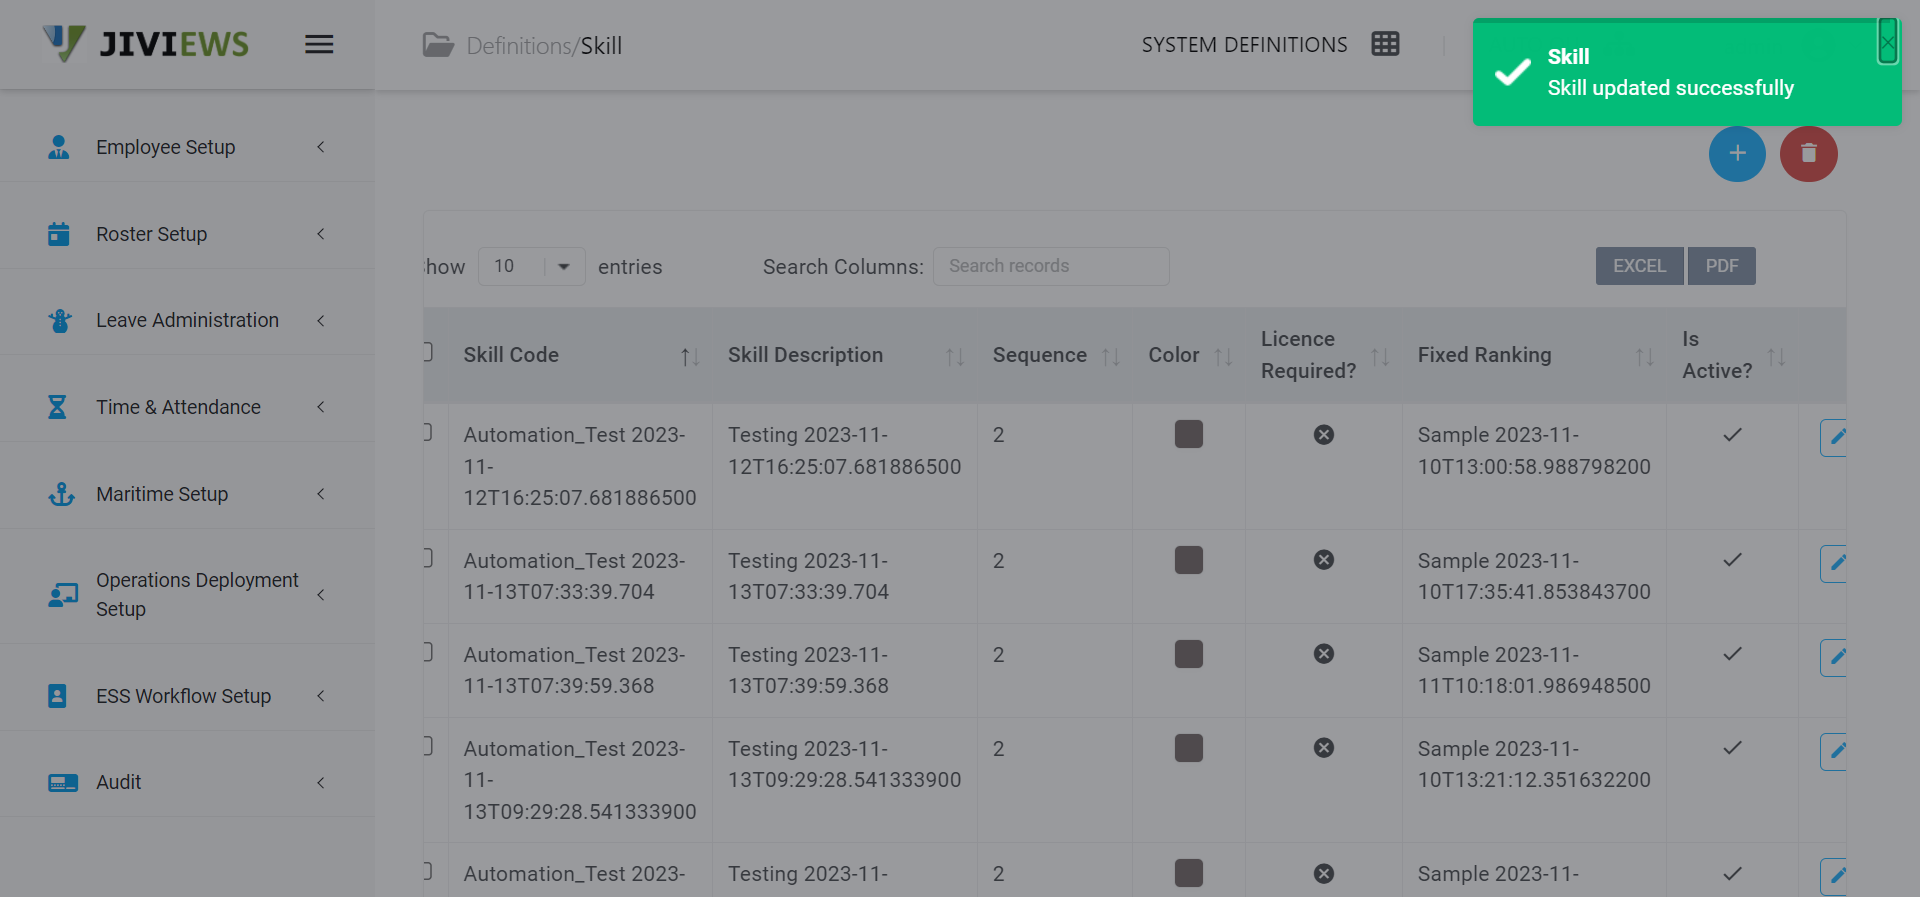 JIVIEWS
Definitions/Skill
SYSTEM DEFINITIONS
Skill
Skill updated successfully
Employee Setup
Roster Setup
Leave Administration
Time & Attendance
Maritime Setup
Operations Deployment
Setup
ESS Workflow Setup
Audit
Show 10 entries
Search Columns: Search records
EXCEL PDF
Skill Code
Skill Description
Sequence
Color
Licence
Required?
Fixed Ranking
Is
Active?
Automation_Test 2023-
11-
12T16:25:07.681886500
Testing 2023-11-
12T16:25:07.681886500
2
Sample 2023-11-
10T13:00:58.988798200
Automation_Test 2023-
11-13T07:33:39.704
Testing 2023-11-
13T07:33:39.704
2
Sample 2023-11-
10T17:35:41.853843700
Automation_Test 2023-
11-13T07:39:59.368
Testing 2023-11-
13T07:39:59.368
2
Sample 2023-11-
11T10:18:01.986948500
Automation_Test 2023-
11-
13T09:29:28.541333900
Testing 2023-11-
13T09:29:28.541333900
2
Sample 2023-11-
10T13:21:12.351632200
Automation_Test 2023-
Testing 2023-11-
2
Sample 2023-11-